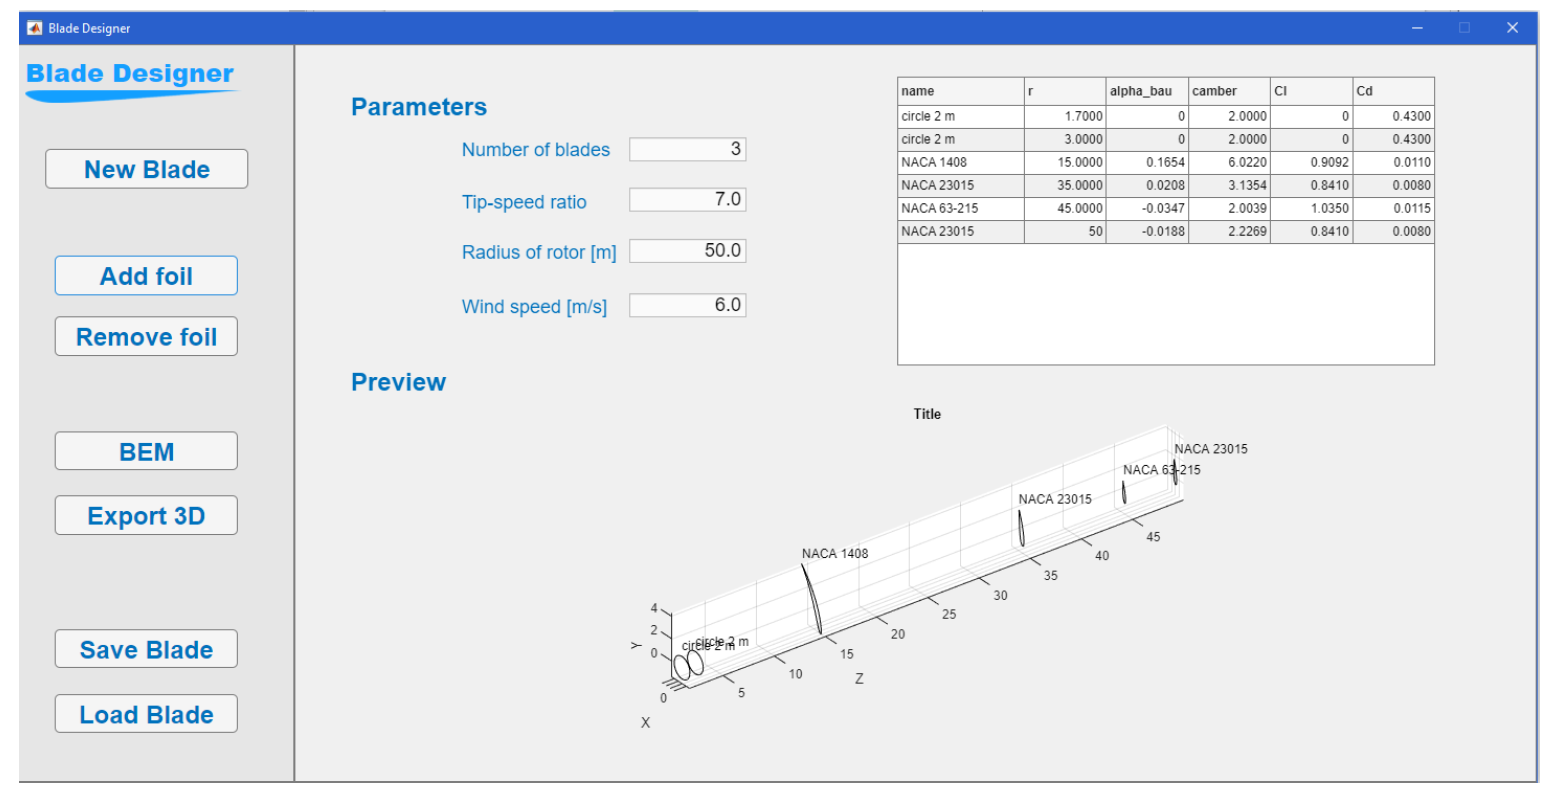 Blade Designer
Blade Designer
New Blade
Add foil
Remove foil
BEM
Export 3D
Save Blade
Load Blade
Parameters
Number of blades 3
Tip-speed ratio 7.0
Radius of rotor [m] 50.0
Wind speed [m/s] 6.0
name r alpha_bau camber Cl Cd
circle 2 m 1.7000 0 2.0000 0 0.4300
circle 2 m 3.0000 0 2.0000 0 0.4300
NACA 1408 15.0000 0.1654 6.0220 0.9092 0.0110
NACA 23015 35.0000 0.0208 3.1354 0.8410 0.0080
NACA 63-215 45.0000 -0.0347 2.0039 1.0350 0.0115
NACA 23015 50 -0.0188 2.2269 0.8410 0.0080
Preview
Title
NACA 23015
NACA 63-215
NACA 23015
NACA 1408
circle 2 m
circle 2 m
4
2
0
Y
0
X
5
10
15
20
25
30
35
40
45
Z